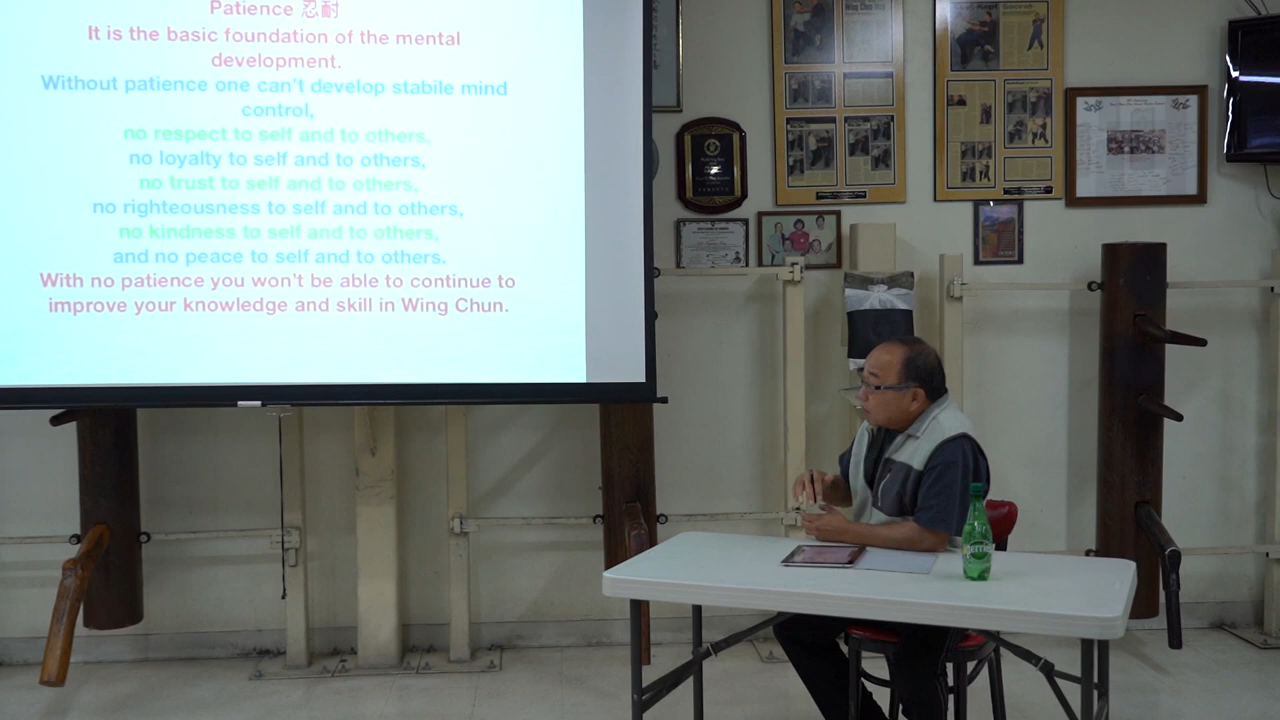 Patience 忍耐
It is the basic foundation of the mental
development.
Without patience one can't develop stabile mind
control,
no respect to self and to others,
no loyalty to self and to others,
no trust to self and to others,
no righteousness to self and to others,
no kindness to self and to others,
and no peace to self and to others.
With no patience you won't be able to continue to
improve your knowledge and skill in Wing Chun.
Wing Chun
perrier